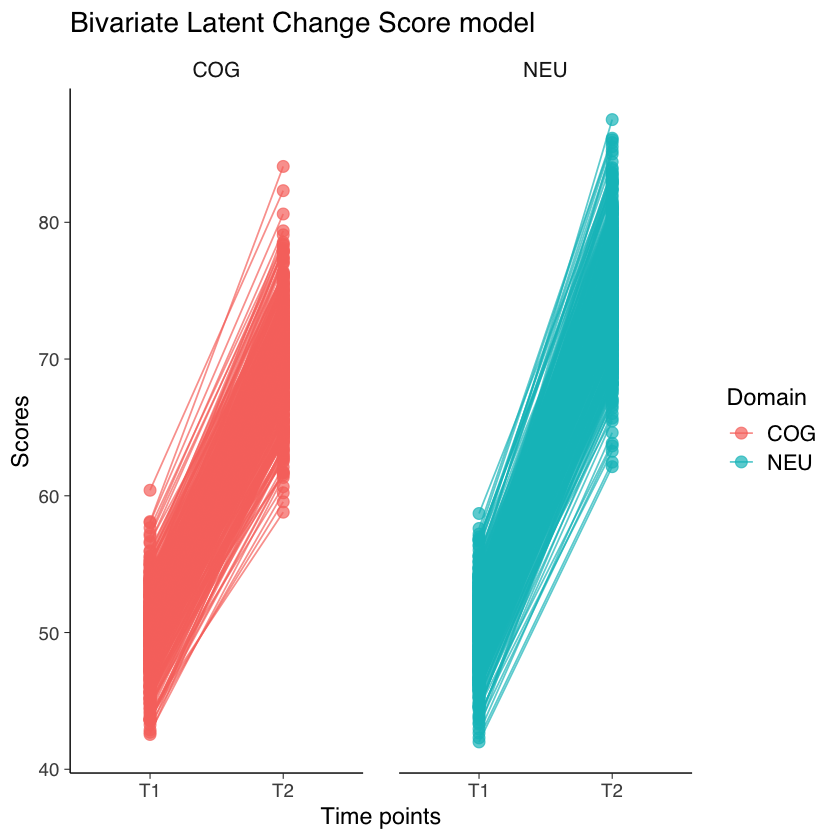 Bivariate Latent Change Score model
COG
NEU
80
70
60
50
40
Scores
T1
T2
T1
T2
Time points
Domain
COG
NEU